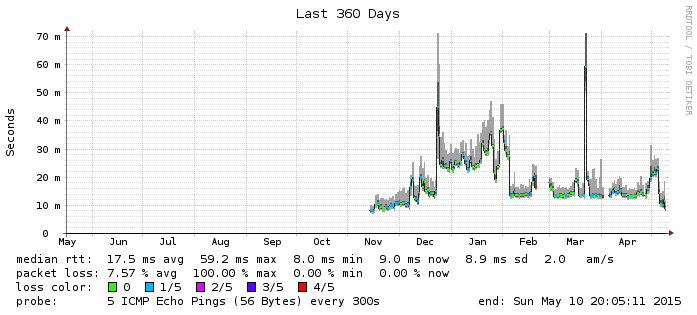 Last 360 Days
RRDTOOL / TOBI OETIKER
Seconds
70 m
60 m
50 m
40 m
30 m
20 m
10 m
0
May Jun Jul Aug Sep Oct Nov Dec Jan Feb Mar Apr
median rtt: 17.5 ms avg 59.2 ms max 8.0 ms min 9.0 ms now 8.9 ms sd 2.0 am/s
packet loss: 7.57 % avg 100.00 % max 0.00 % min 0.00 % now
loss color: 0 1/5 2/5 3/5 4/5
probe: 5 ICMP Echo Pings (56 Bytes) every 300s end: Sun May 10 20:05:11 2015